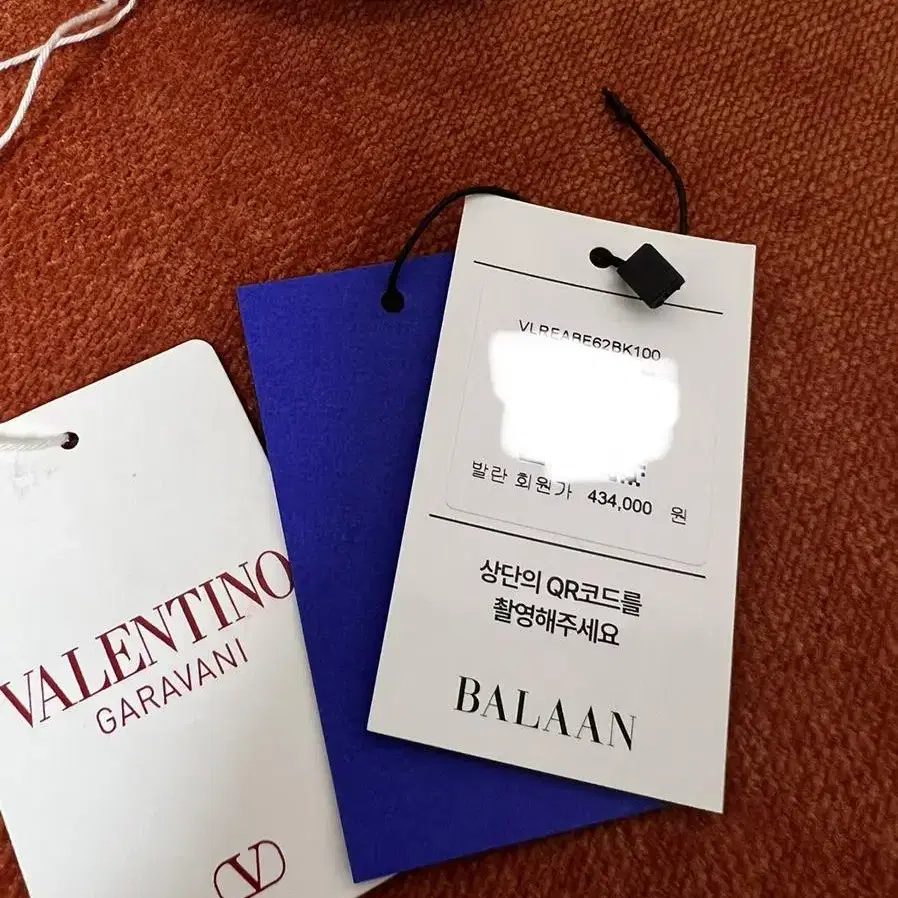 VALENTINO
GARAVANI
V
VLREABE62BK100
발란 회원가 434,000 원
상단의 QR코드를
촬영해주세요
BALAAN